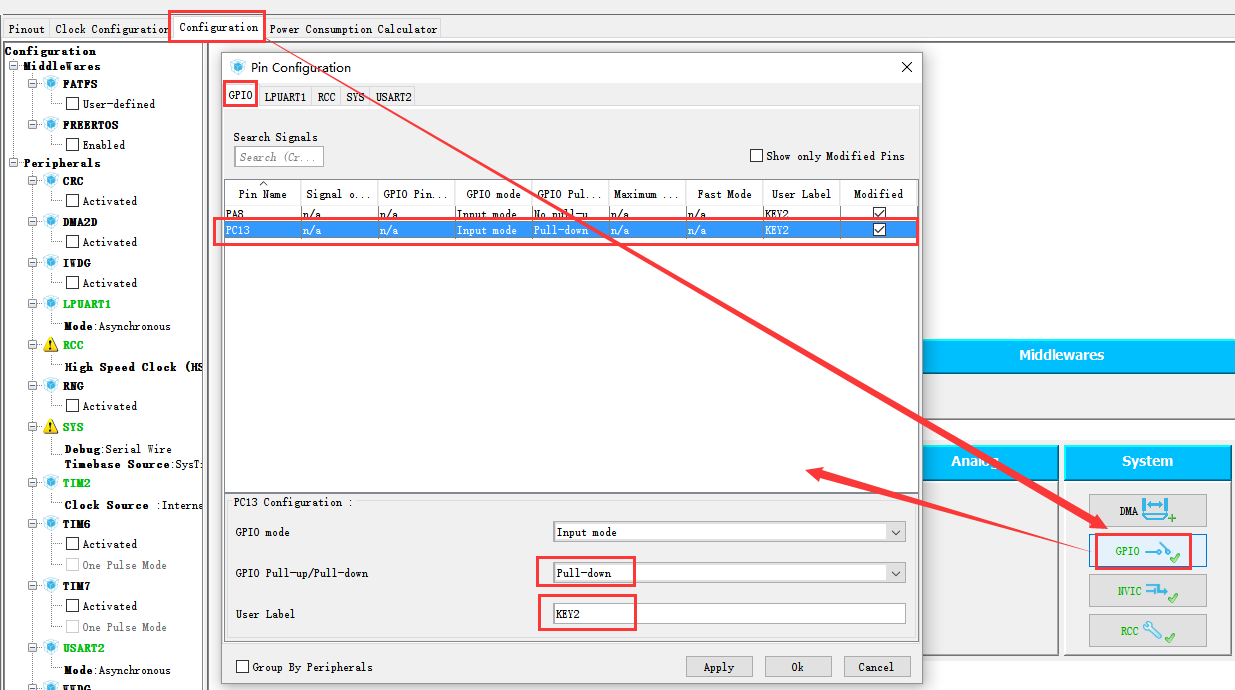 Pinout Clock Configuration Configuration Power Consumption Calculator
Configuration
MiddleWares
FATFS
User-defined
FREERTOS
Enabled
Peripherals
CRC
Activated
DMA2D
Activated
IWDG
Activated
LPUART1
Mode:Asynchronous
RCC
High Speed Clock (HS
RNG
Activated
SYS
Debug:Serial Wire
Timebase Source:SysTi
TIM2
Clock Source :Interna
TIM6
Activated
One Pulse Mode
TIM7
Activated
One Pulse Mode
USART2
Mode:Asynchronous
WWDG
Pin Configuration
GPIO LPUART1 RCC SYS USART2
Search Signals
Search (Cr...
Show only Modified Pins
Pin Name Signal o... GPIO Pin... GPIO mode GPIO Pul... Maximum ... Fast Mode User Label Modified
PA8 n/a n/a Input mode No pull-u n/a n/a KEY2
PC13 n/a n/a Input mode Pull-down n/a n/a KEY2
PC13 Configuration :
GPIO mode Input mode
GPIO Pull-up/Pull-down Pull-down
User Label KEY2
Group By Peripherals
Apply Ok Cancel
Middlewares
Analog
System
DMA
GPIO
NVIC
RCC